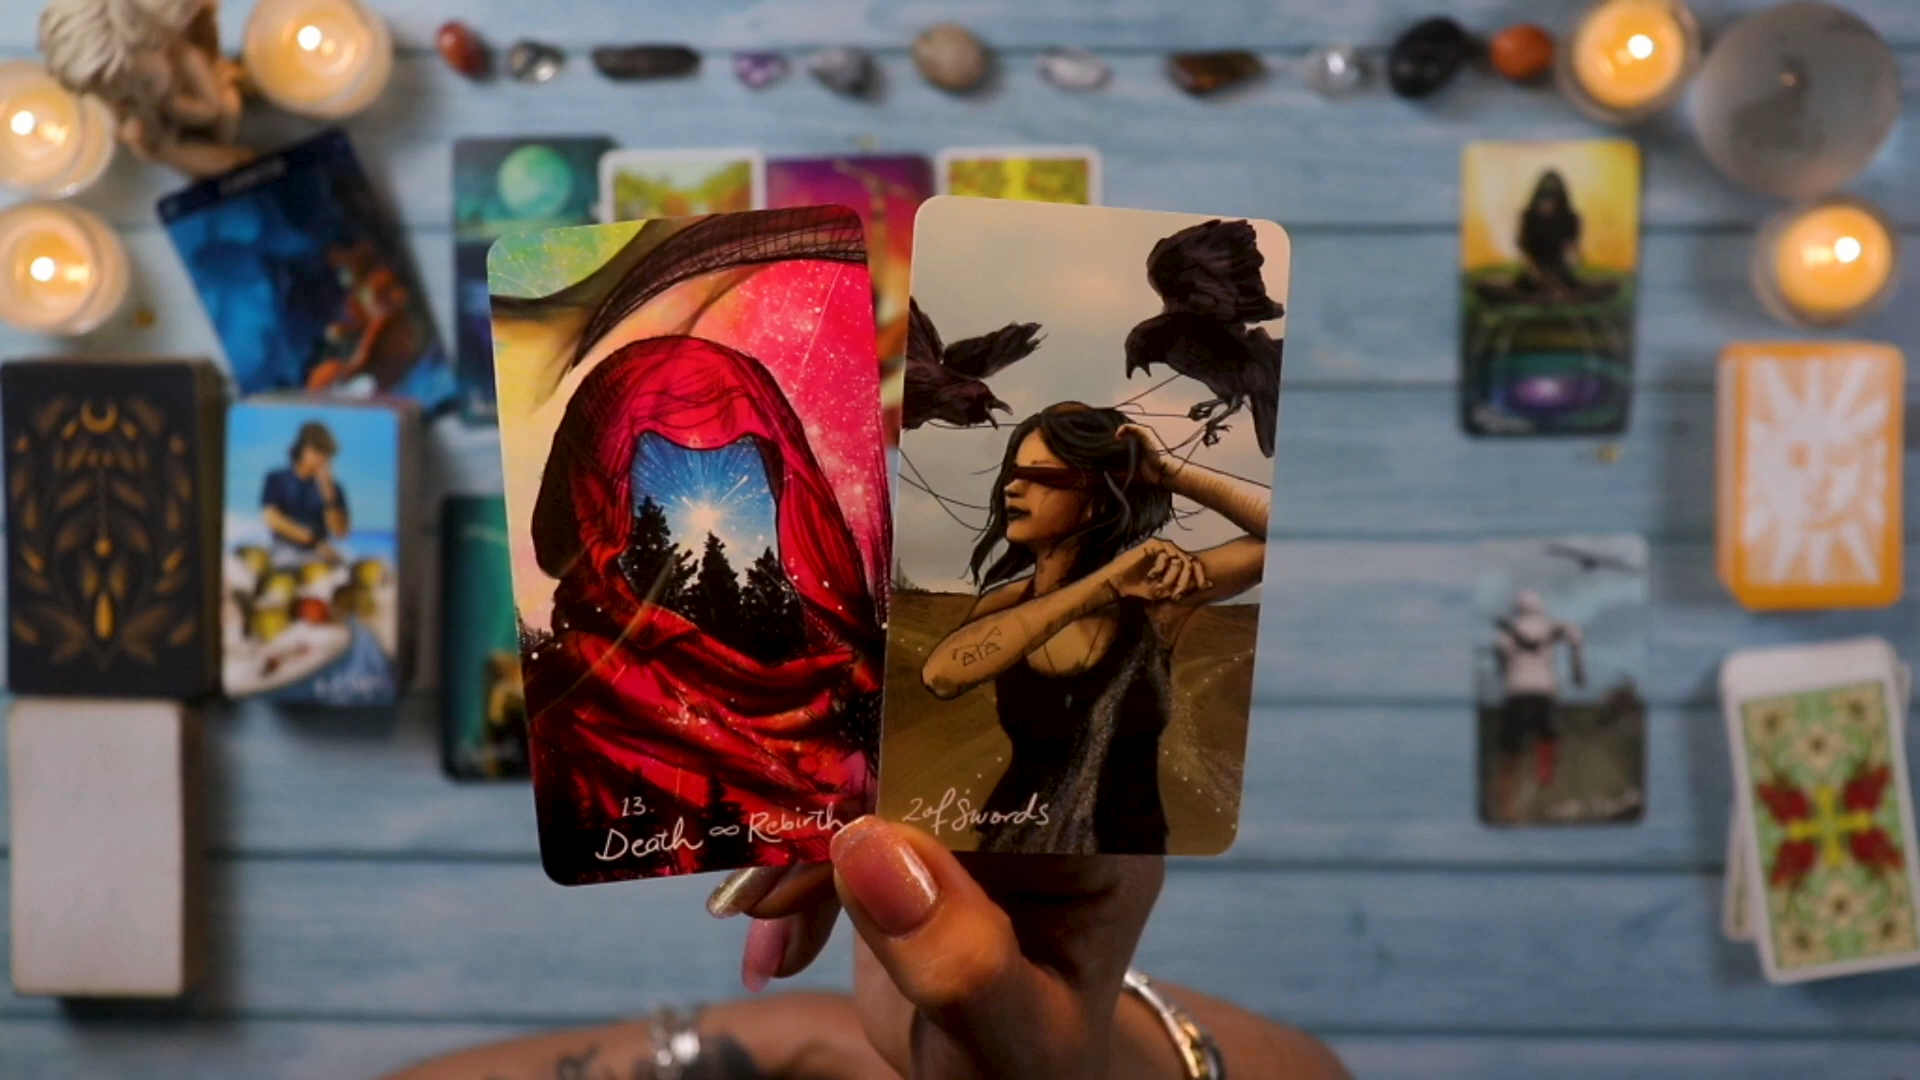 13.
Death ∞ Rebirth
2 of Swords